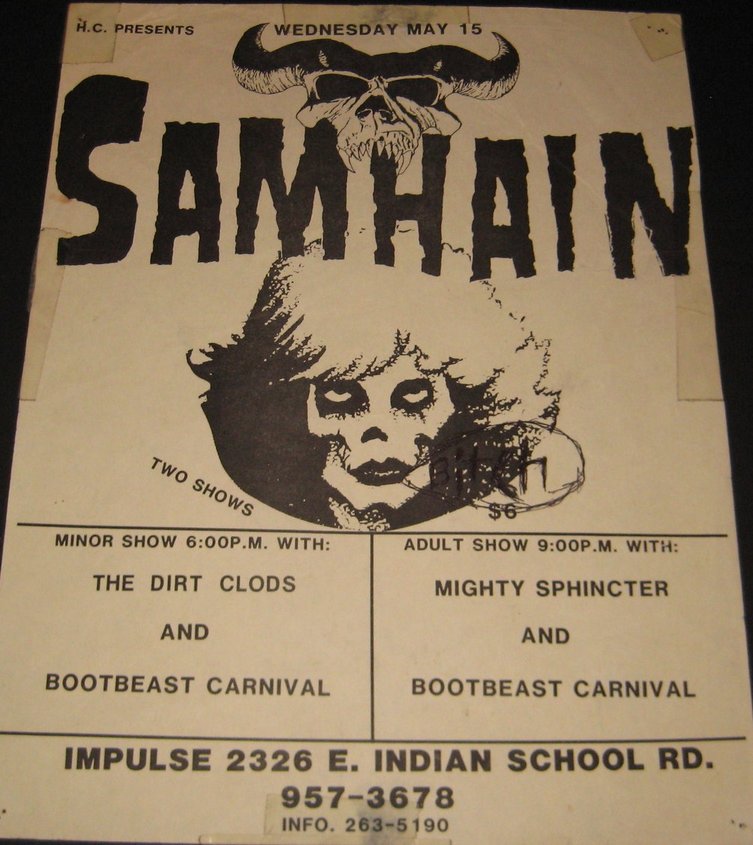 H.C. PRESENTS
WEDNESDAY MAY 15
SAMHAIN
TWO SHOWS
Bitch
$6
MINOR SHOW 6:00P.M. WITH:
THE DIRT CLODS
AND
BOOTBEAST CARNIVAL
ADULT SHOW 9:00P.M. WITH:
MIGHTY SPHINCTER
AND
BOOTBEAST CARNIVAL
IMPULSE 2326 E. INDIAN SCHOOL RD.
957-3678
INFO. 263-5190